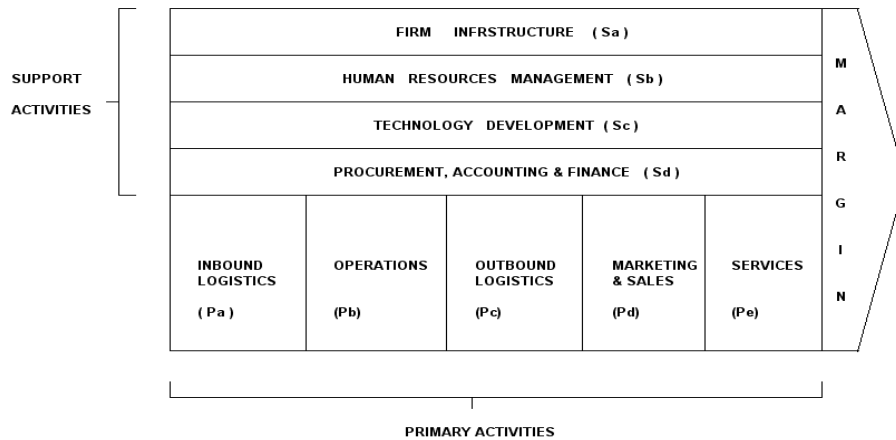 FIRM INFRSTRUCTURE ( Sa )
HUMAN RESOURCES MANAGEMENT ( Sb )
TECHNOLOGY DEVELOPMENT ( Sc )
PROCUREMENT, ACCOUNTING & FINANCE ( Sd )
SUPPORT
ACTIVITIES
INBOUND
LOGISTICS
( Pa )
OPERATIONS
(Pb)
OUTBOUND
LOGISTICS
(Pc)
MARKETING
& SALES
(Pd)
SERVICES
(Pe)
M
A
R
G
I
N
PRIMARY ACTIVITIES